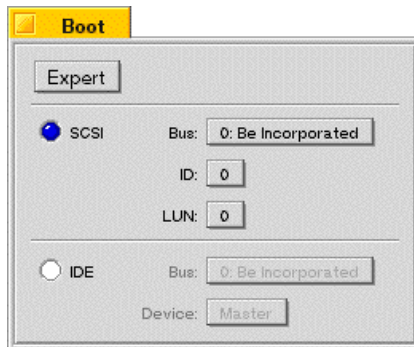 Boot
Expert
SCSI Bus: 0: Be Incorporated
ID: 0
LUN: 0
IDE Bus: 0: Be Incorporated
Device: Master